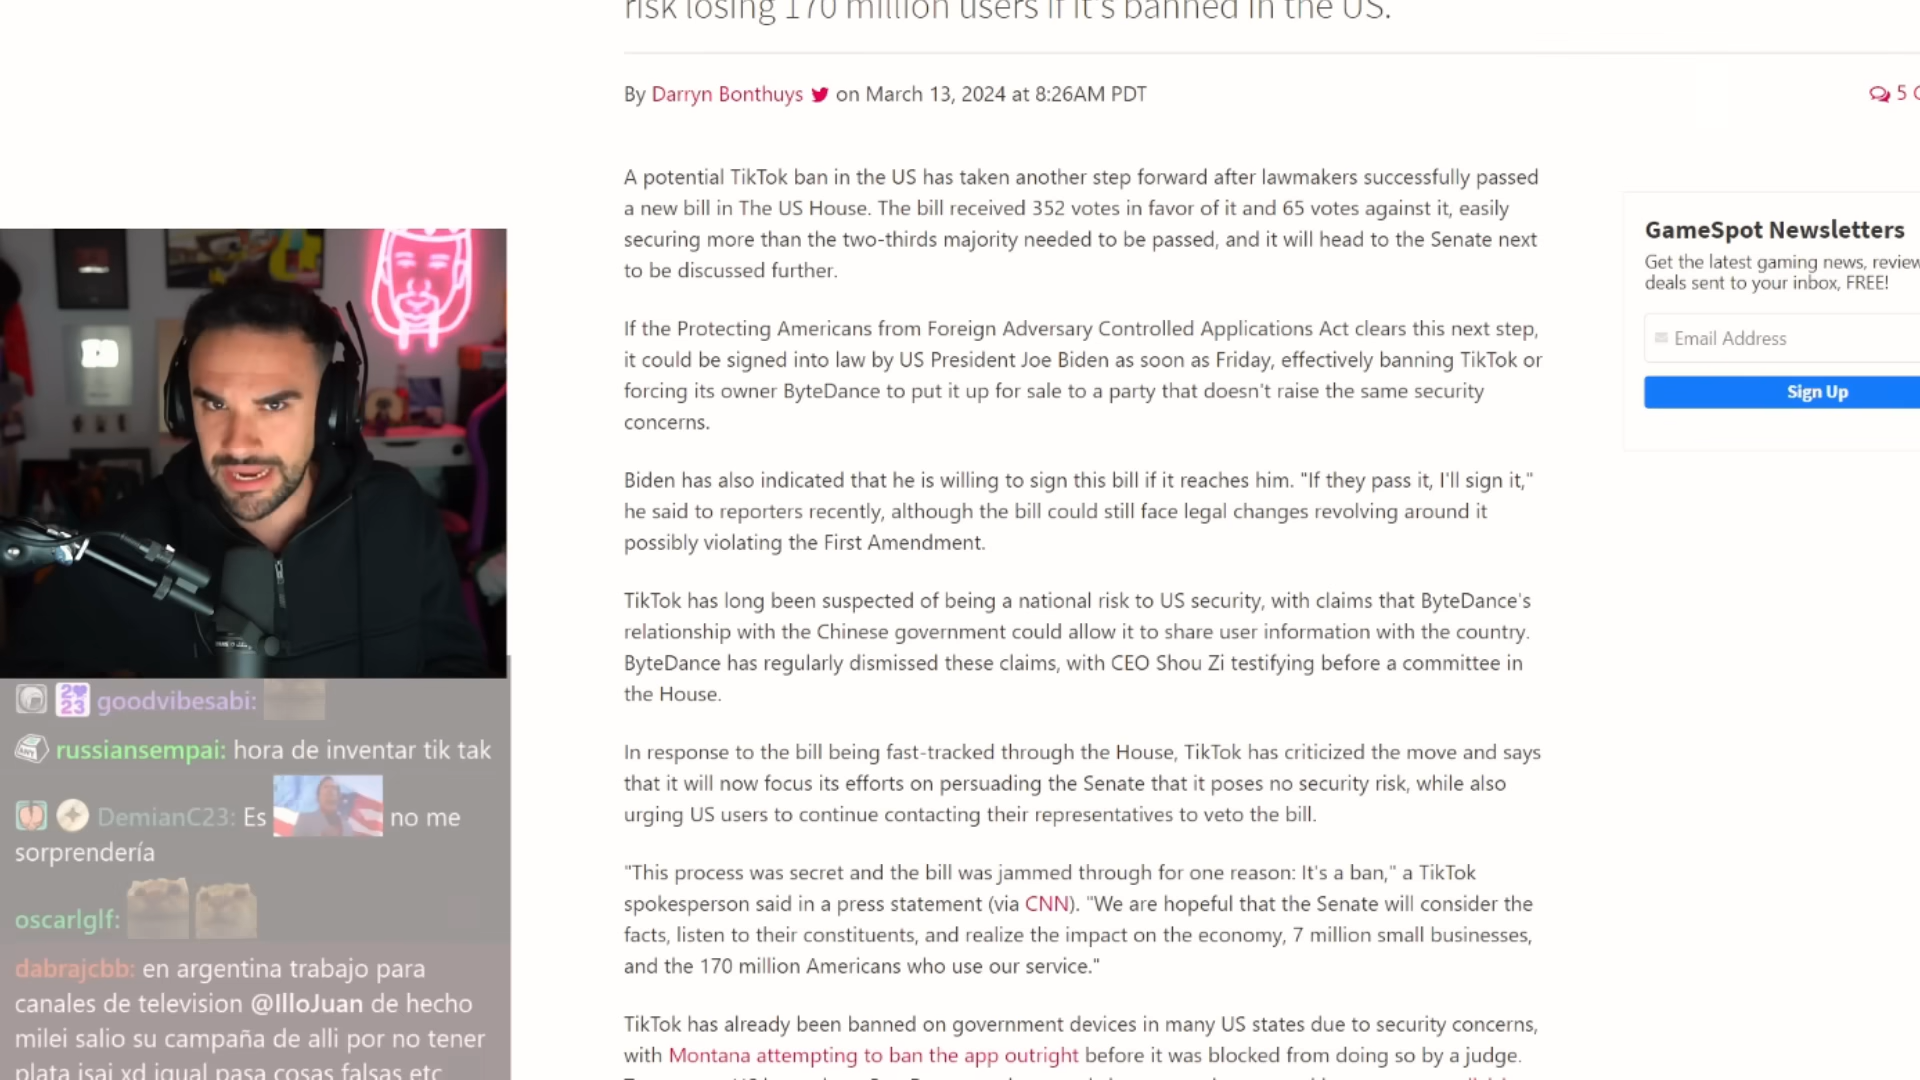 risk losing 170 million users if it's banned in the US.
By Darryn Bonthuys on March 13, 2024 at 8:26AM PDT
5
A potential TikTok ban in the US has taken another step forward after lawmakers successfully passed
a new bill in The US House. The bill received 352 votes in favor of it and 65 votes against it, easily
securing more than the two-thirds majority needed to be passed, and it will head to the Senate next
to be discussed further.
If the Protecting Americans from Foreign Adversary Controlled Applications Act clears this next step,
it could be signed into law by US President Joe Biden as soon as Friday, effectively banning TikTok or
forcing its owner ByteDance to put it up for sale to a party that doesn't raise the same security
concerns.
Biden has also indicated that he is willing to sign this bill if it reaches him. "If they pass it, I'll sign it,"
he said to reporters recently, although the bill could still face legal changes revolving around it
possibly violating the First Amendment.
TikTok has long been suspected of being a national risk to US security, with claims that ByteDance's
relationship with the Chinese government could allow it to share user information with the country.
ByteDance has regularly dismissed these claims, with CEO Shou Zi testifying before a committee in
the House.
In response to the bill being fast-tracked through the House, TikTok has criticized the move and says
that it will now focus its efforts on persuading the Senate that it poses no security risk, while also
urging US users to continue contacting their representatives to veto the bill.
"This process was secret and the bill was jammed through for one reason: It's a ban," a TikTok
spokesperson said in a press statement (via CNN). "We are hopeful that the Senate will consider the
facts, listen to their constituents, and realize the impact on the economy, 7 million small businesses,
and the 170 million Americans who use our service."
TikTok has already been banned on government devices in many US states due to security concerns,
with Montana attempting to ban the app outright before it was blocked from doing so by a judge.
GameSpot Newsletters
Get the latest gaming news, review
deals sent to your inbox, FREE!
Email Address
Sign Up
2023 goodvibesabi:
russiansempai: hora de inventar tik tak
DemianC23: Es no me
sorprendería
oscarlglf:
dabrajcbb: en argentina trabajo para
canales de television @IlloJuan de hecho
milei salio su campaña de alli por no tener
plata jsaj xd igual pasa cosas falsas etc